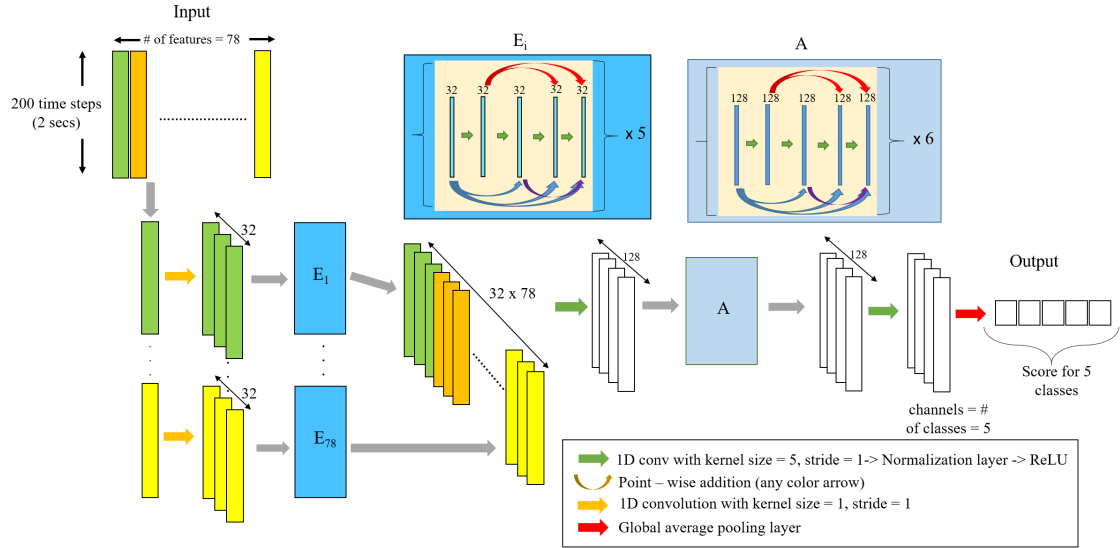 Input
# of features = 78
200 time steps
(2 secs)
E_i
32 32 32 32 32
x 5
A
128 128 128 128 128
x 6
32
E_1
32 x 78
128
A
128
Output
Score for 5
classes
32
E_78
channels = #
of classes = 5
1D conv with kernel size = 5, stride = 1-> Normalization layer -> ReLU
Point – wise addition (any color arrow)
1D convolution with kernel size = 1, stride = 1
Global average pooling layer